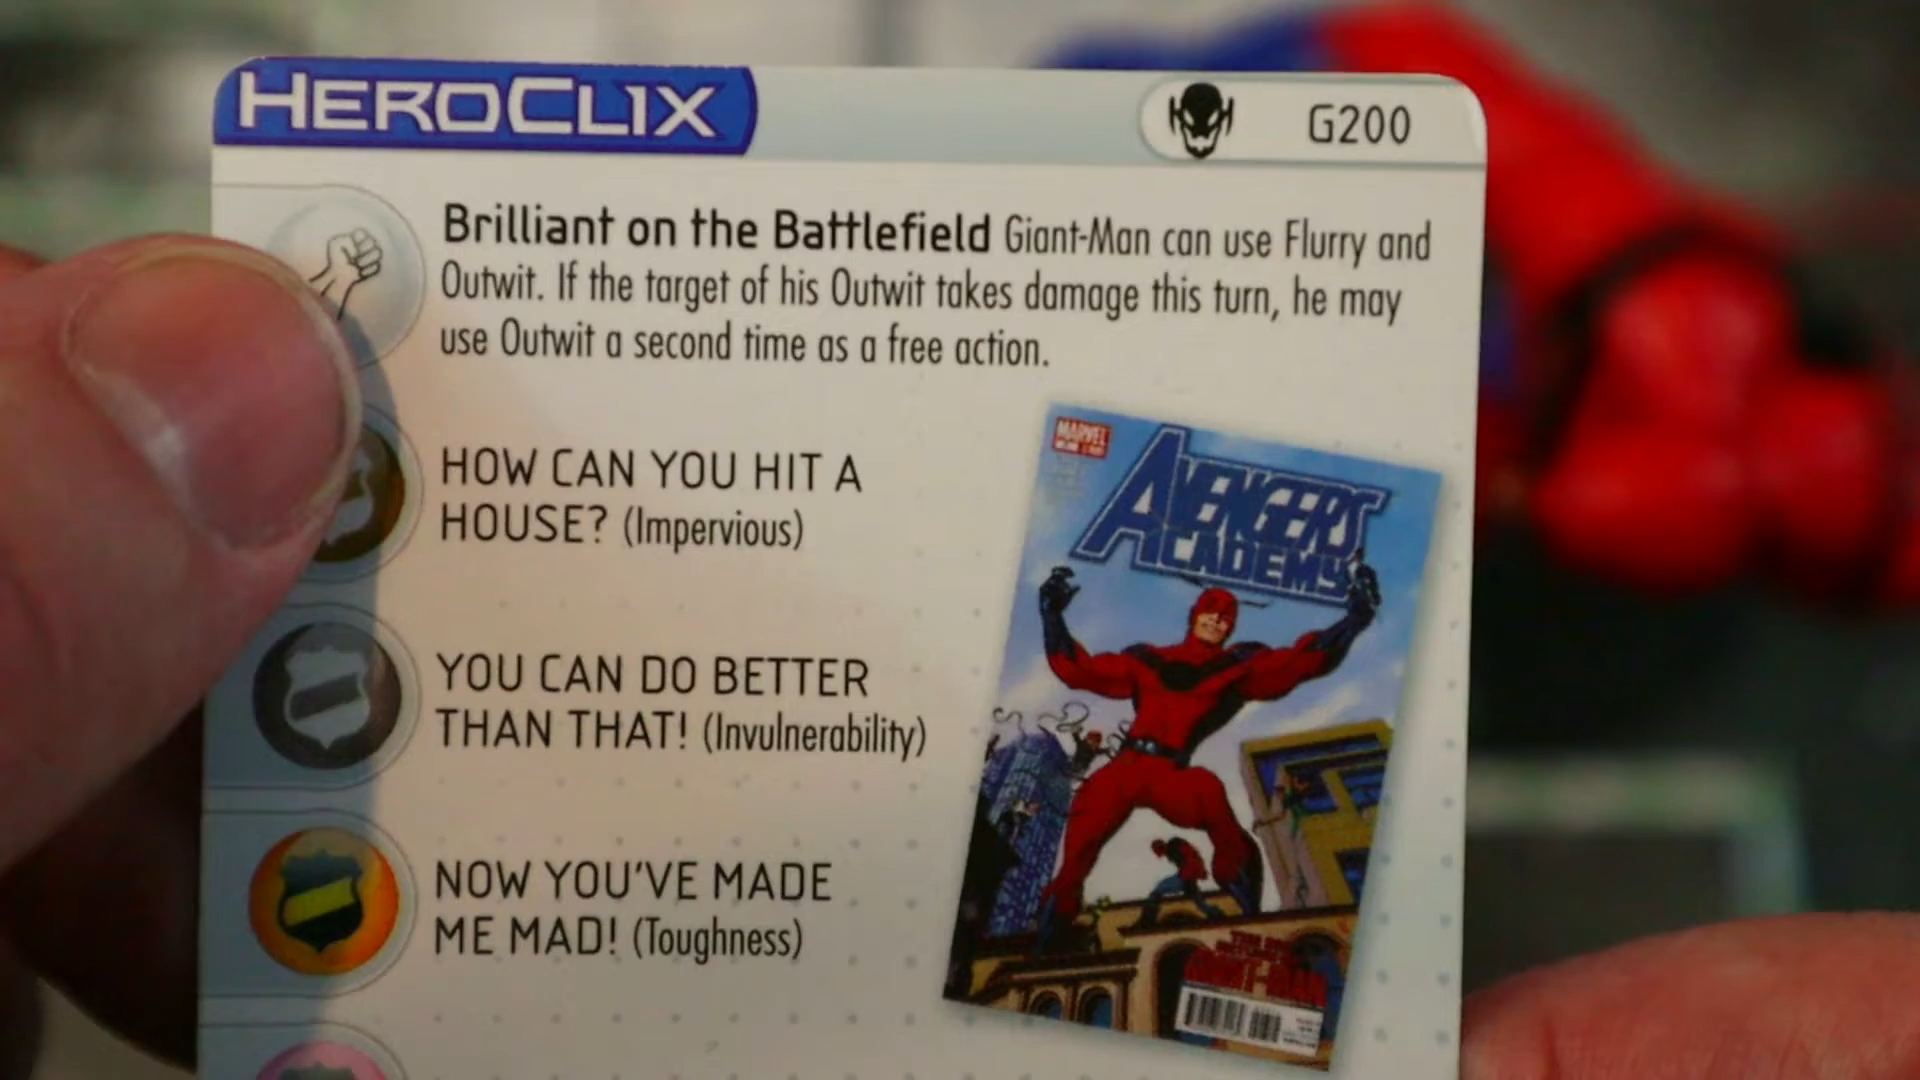 HEROCLIX
G200
Brilliant on the Battlefield Giant-Man can use Flurry and
Outwit. If the target of his Outwit takes damage this turn, he may
use Outwit a second time as a free action.
HOW CAN YOU HIT A
HOUSE? (Impervious)
YOU CAN DO BETTER
THAN THAT! (Invulnerability)
NOW YOU'VE MADE
ME MAD! (Toughness)
MARVEL
AVENGERS
ACADEMY